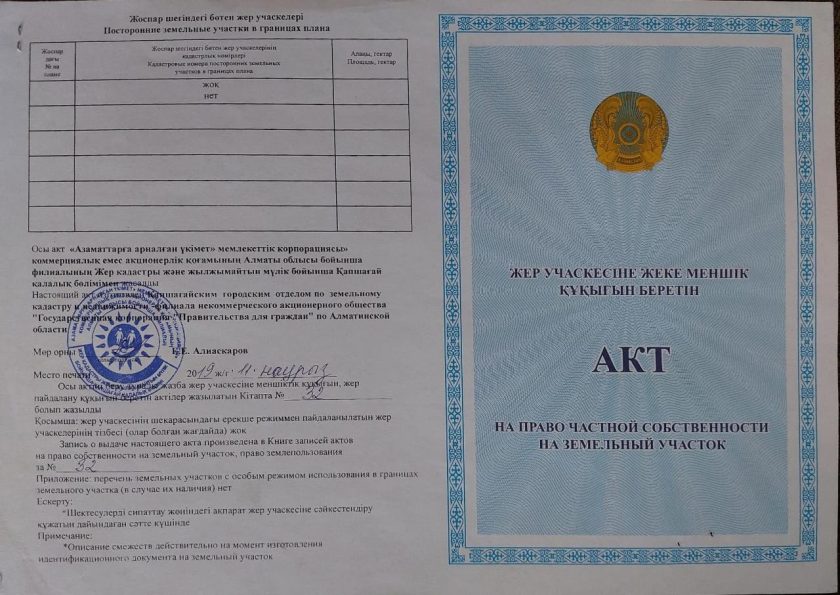 Жоспар шегіндегі бөтен жер учаскелері
Посторонние земельные участки в границах плана
Жоспар
дағы
№ на
плане
Жоспар шегіндегі бөтен жер учаскелерінің
кадастрлық нөмірлері
Кадастровые номера посторонних земельных
участков в границах плана
Аланы, гектар
Площадь, гектар
жоқ
нет
Осы акт «Азаматтарға арналған үкімет» мемлекеттік корпорациясы»
коммерциялық емес акционерлік қоғамының Алматы облысы бойынша
филиалының Жер кадастры және жылжымайтын мүлік бойынша Қапшағай
қалалық бөлімімен жасалды
Настоящий акт Капшагайским городским отделом по земельному
кадастру и недвижимости филиала некоммерческого акционерного общества
"Государственная корпорация "Правительства для граждан" по Алматинской
области
Мер орны Е.Е. Алиаскаров
Место печати 2019 ж/г. 11 наурыз
Осы актіні беру туралы жазба жер учаскесіне меншіктік құқығын, жер
пайдалану құқығын беретін актілер жазылатын Кітапта № 32
болып жазылды
Қосымша: жер учаскесінің шекарасындағы ерекше режиммен пайдаланылатын жер
учаскелерінің тізбесі (олар болған жағдайда) жоқ
Запись о выдаче настоящего акта произведена в Книге записей актов
на право собственности на земельный участок, право землепользования
за № 32
Приложение: перечень земельных участков с особым режимом использования в границах
земельного участка (в случае их наличия) нет
Ескерту:
*Шектесулерді сипаттау жөніндегі ақпарат жер учаскесіне сәйкестендіру
құжатын дайындаған сәтте күшінде
Примечание:
*Описание смежеств действительно на момент изготовления
идентификационного документа на земельный участок
ЖЕР УЧАСКЕСІНЕ ЖЕКЕ МЕНШІК
ҚҰҚЫҒЫН БЕРЕТІН
АКТ
НА ПРАВО ЧАСТНОЙ СОБСТВЕННОСТИ
НА ЗЕМЕЛЬНЫЙ УЧАСТОК